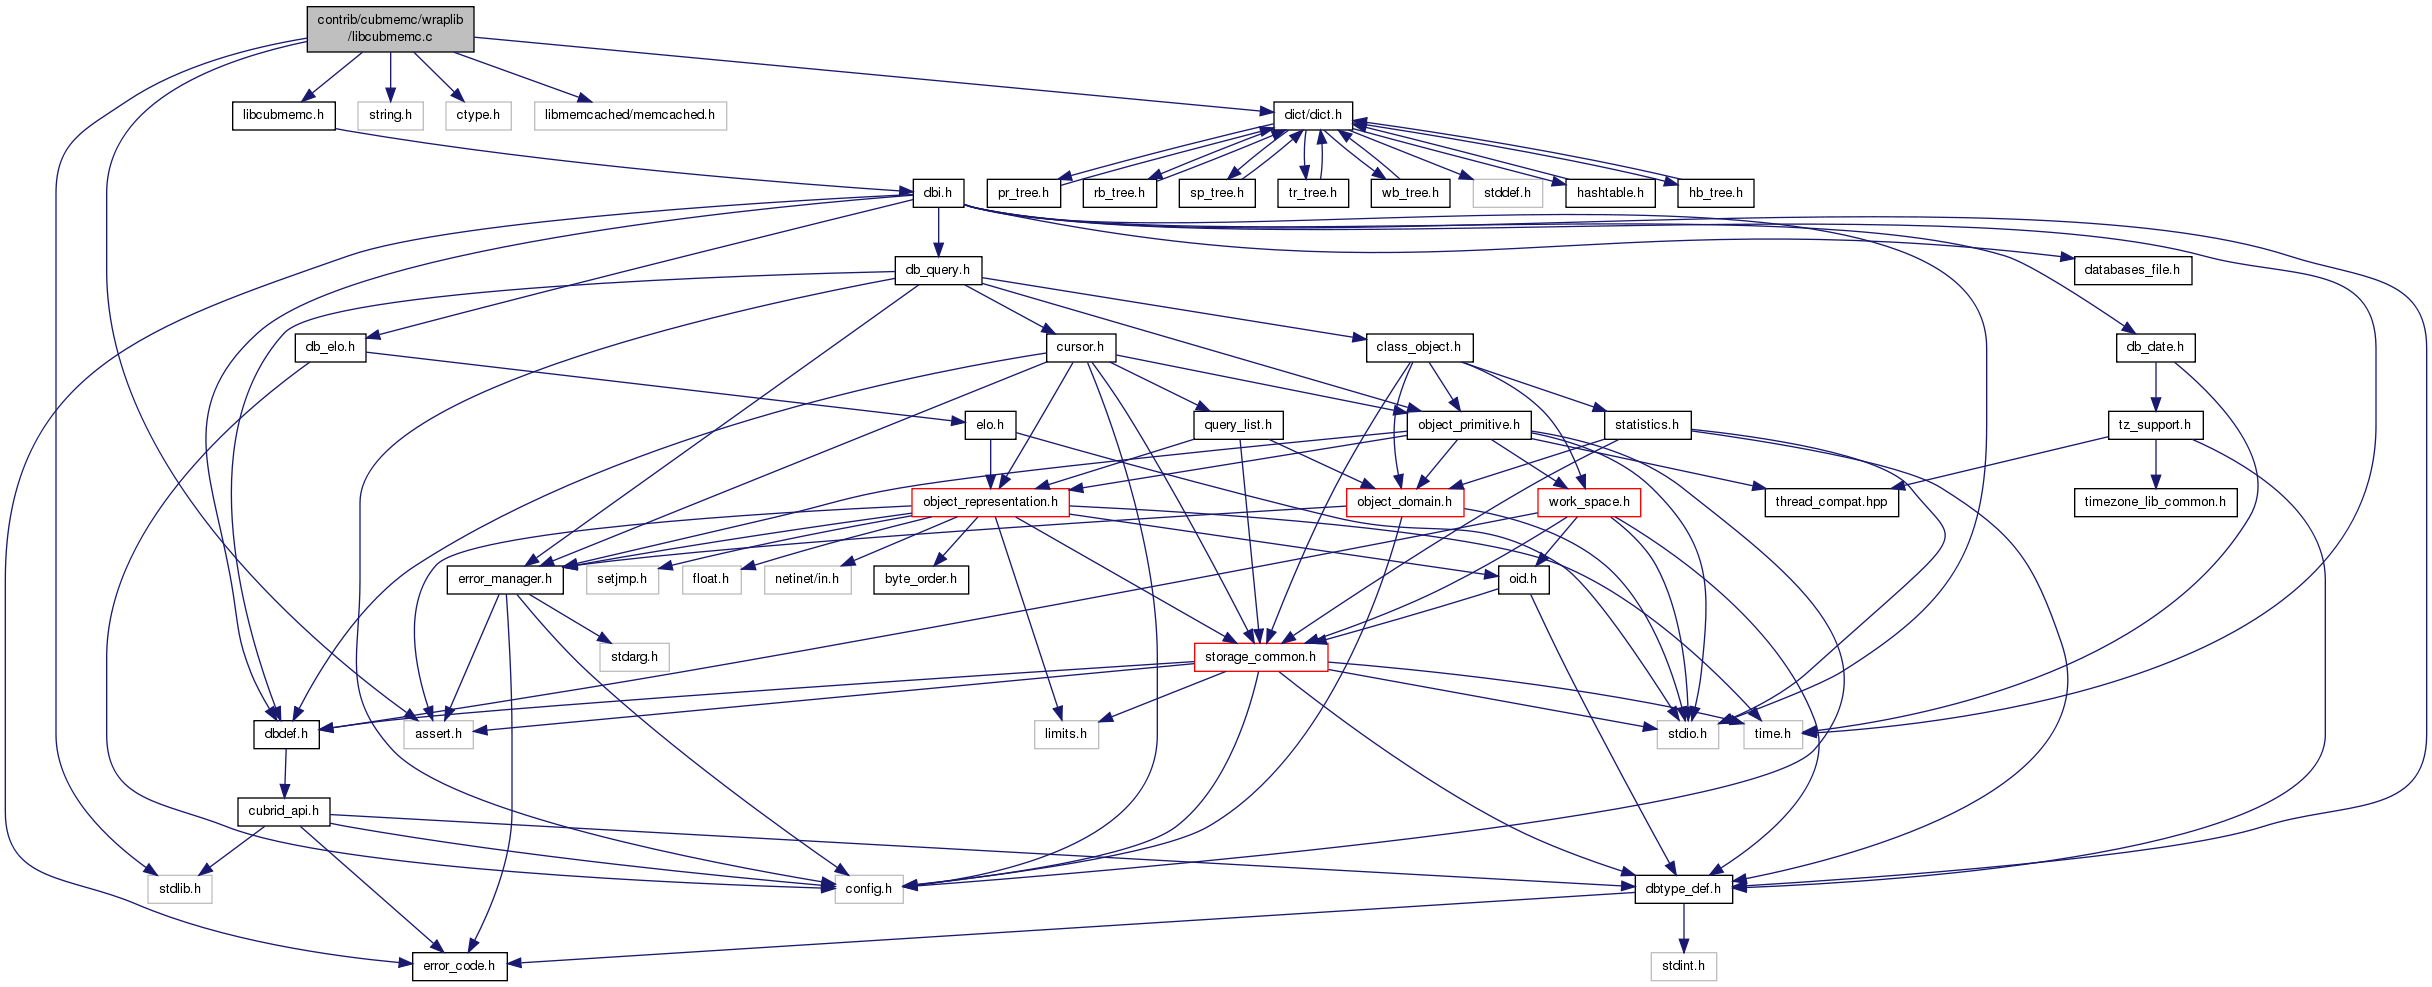 contrib/cubmemc/wraplib
/libcubmemc.c
libcubmemc.h
string.h
ctype.h
libmemcached/memcached.h
dict/dict.h
dbi.h
pr_tree.h
rb_tree.h
sp_tree.h
tr_tree.h
wb_tree.h
stddef.h
hashtable.h
hb_tree.h
db_query.h
databases_file.h
db_elo.h
cursor.h
class_object.h
db_date.h
elo.h
query_list.h
object_primitive.h
statistics.h
tz_support.h
object_representation.h
object_domain.h
work_space.h
thread_compat.hpp
timezone_lib_common.h
error_manager.h
setjmp.h
float.h
netinet/in.h
byte_order.h
oid.h
stdarg.h
storage_common.h
dbdef.h
assert.h
limits.h
stdio.h
time.h
cubrid_api.h
stdlib.h
config.h
dbtype_def.h
error_code.h
stdint.h